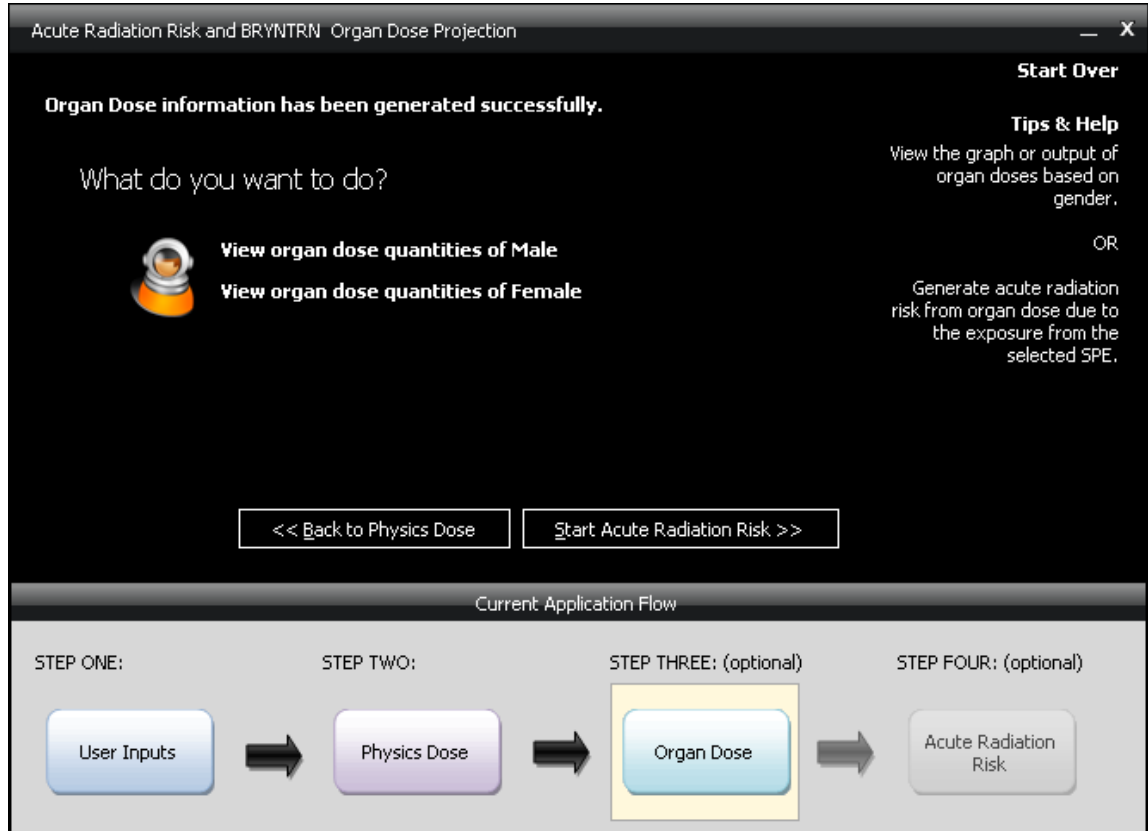 Acute Radiation Risk and BRYNTRN Organ Dose Projection
_ X
Start Over
Organ Dose information has been generated successfully.
Tips & Help
View the graph or output of
organ doses based on
gender.
What do you want to do?
OR
View organ dose quantities of Male
View organ dose quantities of Female
Generate acute radiation
risk from organ dose due to
the exposure from the
selected SPE.
<< Back to Physics Dose
Start Acute Radiation Risk >>
Current Application Flow
STEP ONE:
STEP TWO:
STEP THREE: (optional)
STEP FOUR: (optional)
User Inputs
Physics Dose
Organ Dose
Acute Radiation
Risk